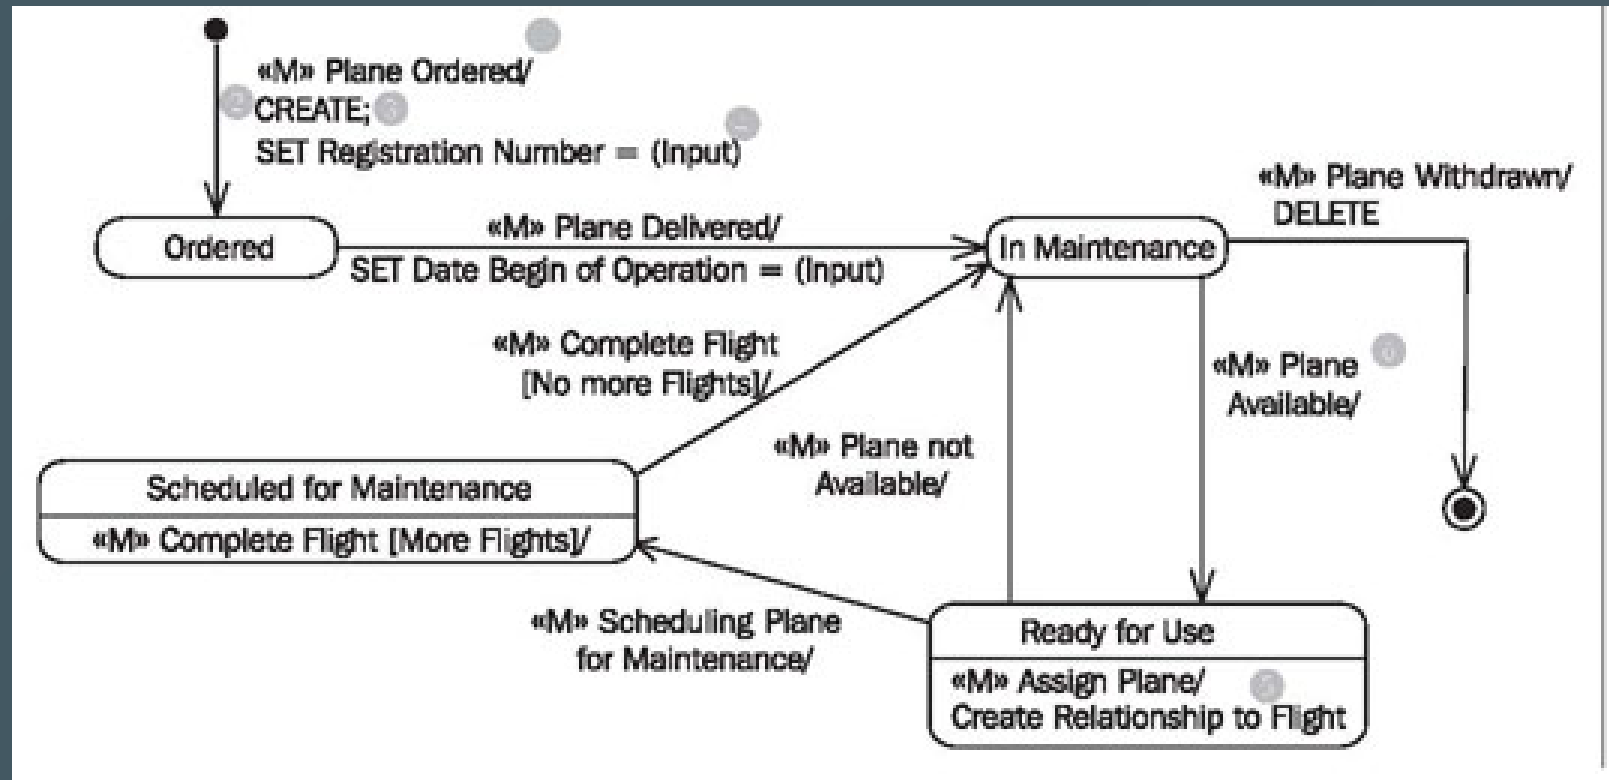 «M» Plane Ordered/
CREATE;
SET Registration Number = (Input)
Ordered
«M» Plane Delivered/
SET Date Begin of Operation = (Input)
In Maintenance
«M» Plane Withdrawn/
DELETE
«M» Complete Flight
[No more Flights]/
«M» Plane
Available/
«M» Plane not
Available/
Scheduled for Maintenance
«M» Complete Flight [More Flights]/
«M» Scheduling Plane
for Maintenance/
Ready for Use
«M» Assign Plane/
Create Relationship to Flight